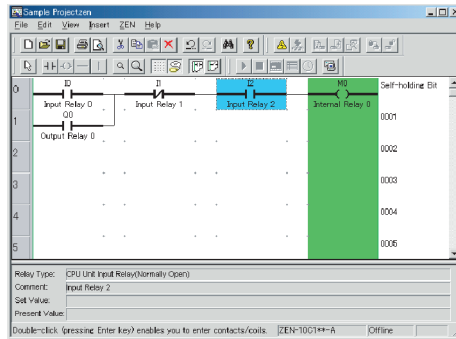 Sample Project.zen
File Edit View Insert ZEN Help
0
I0
Input Relay 0
I1
Input Relay 1
I2
Input Relay 2
M0
Internal Relay 0
Self-holding Bit
1
Q0
Output Relay 0
0001
2
0002
3
0003
4
0004
5
0005
Relay Type: CPU Unit Input Relay(Normally Open)
Comment: Input Relay 2
Set Value:
Present Value:
Double-click (pressing Enter key) enables you to enter contacts/coils. ZEN-10C1**-A Offline